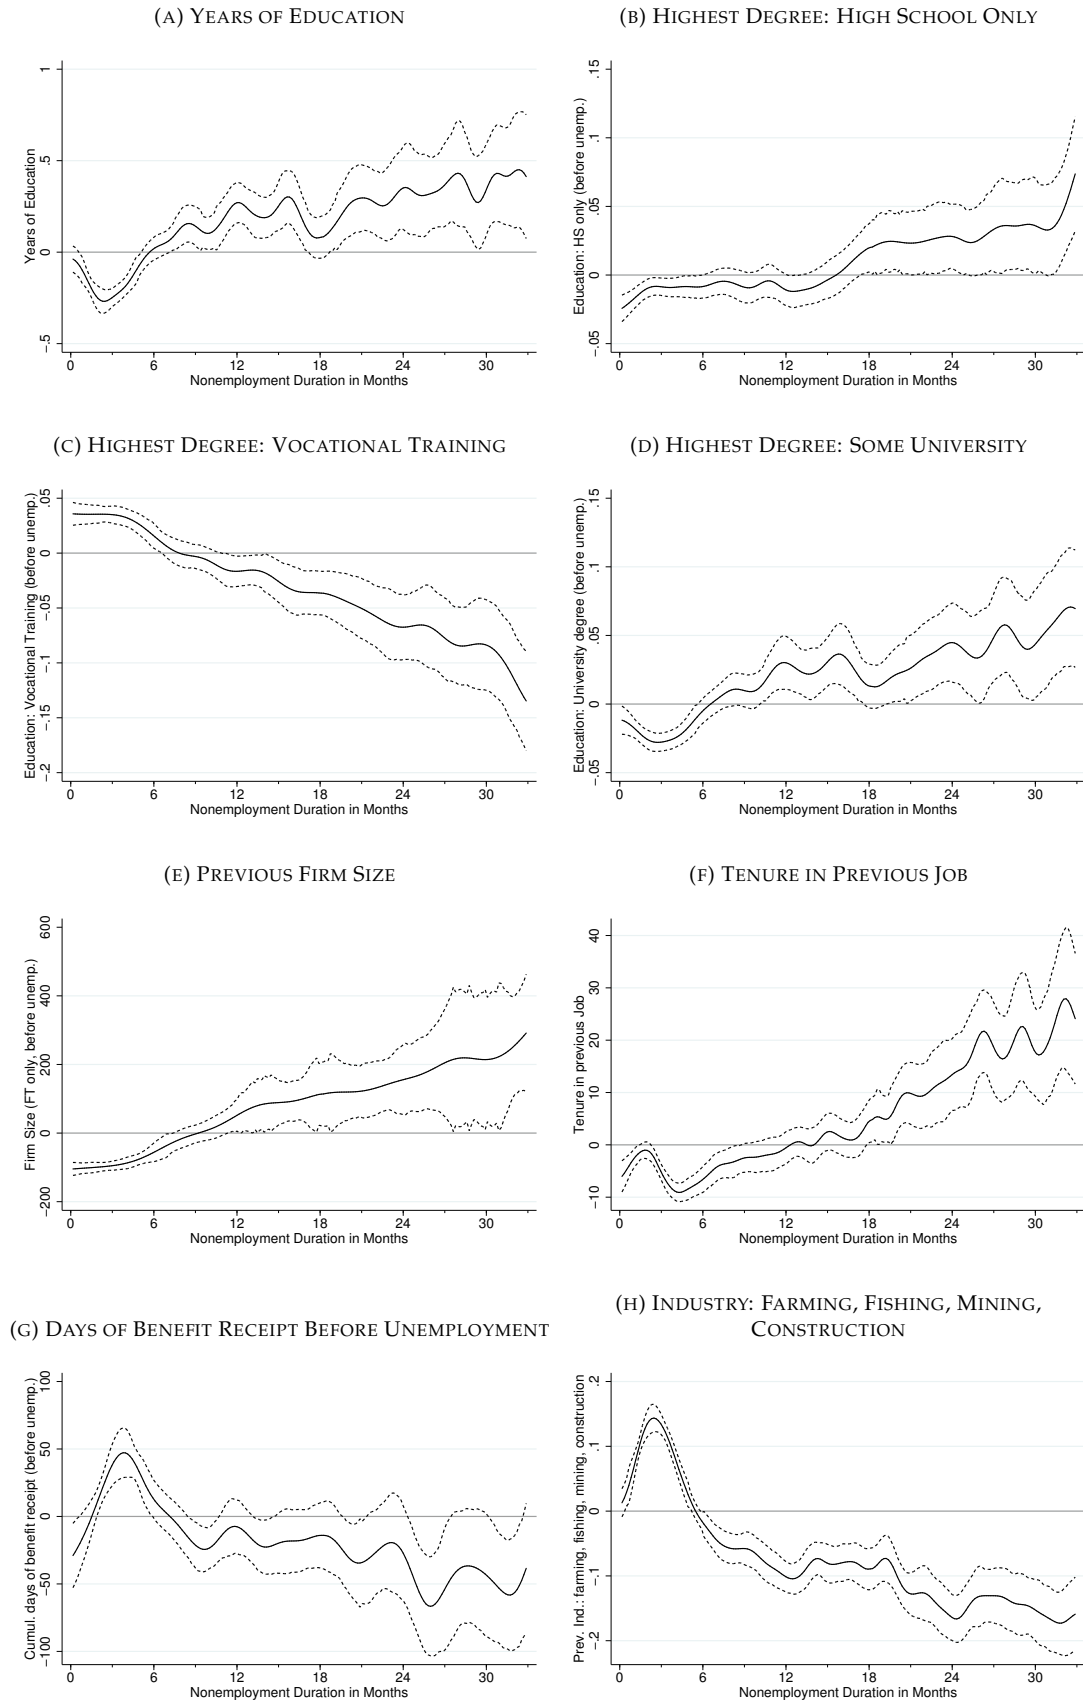 (A) YEARS OF EDUCATION
Years of Education
1
.5
0
-.5
0 6 12 18 24 30
Nonemployment Duration in Months
(B) HIGHEST DEGREE: HIGH SCHOOL ONLY
Education: HS only (before unemp.)
.15
.1
.05
0
-.05
0 6 12 18 24 30
Nonemployment Duration in Months
(C) HIGHEST DEGREE: VOCATIONAL TRAINING
Education: Vocational Training (before unemp.)
.05
0
-.05
-.1
-.15
-.2
0 6 12 18 24 30
Nonemployment Duration in Months
(D) HIGHEST DEGREE: SOME UNIVERSITY
Education: University degree (before unemp.)
.15
.1
.05
0
-.05
0 6 12 18 24 30
Nonemployment Duration in Months
(E) PREVIOUS FIRM SIZE
Firm Size (FT only, before unemp.)
600
400
200
0
-200
0 6 12 18 24 30
Nonemployment Duration in Months
(F) TENURE IN PREVIOUS JOB
Tenure in previous Job
40
30
20
10
0
-10
0 6 12 18 24 30
Nonemployment Duration in Months
(G) DAYS OF BENEFIT RECEIPT BEFORE UNEMPLOYMENT
Cumul. days of benefit receipt (before unemp.)
100
50
0
-50
-100
0 6 12 18 24 30
Nonemployment Duration in Months
(H) INDUSTRY: FARMING, FISHING, MINING,
CONSTRUCTION
Prev. Ind.: farming, fishing, mining, construction
.2
.1
0
-.1
-.2
0 6 12 18 24 30
Nonemployment Duration in Months